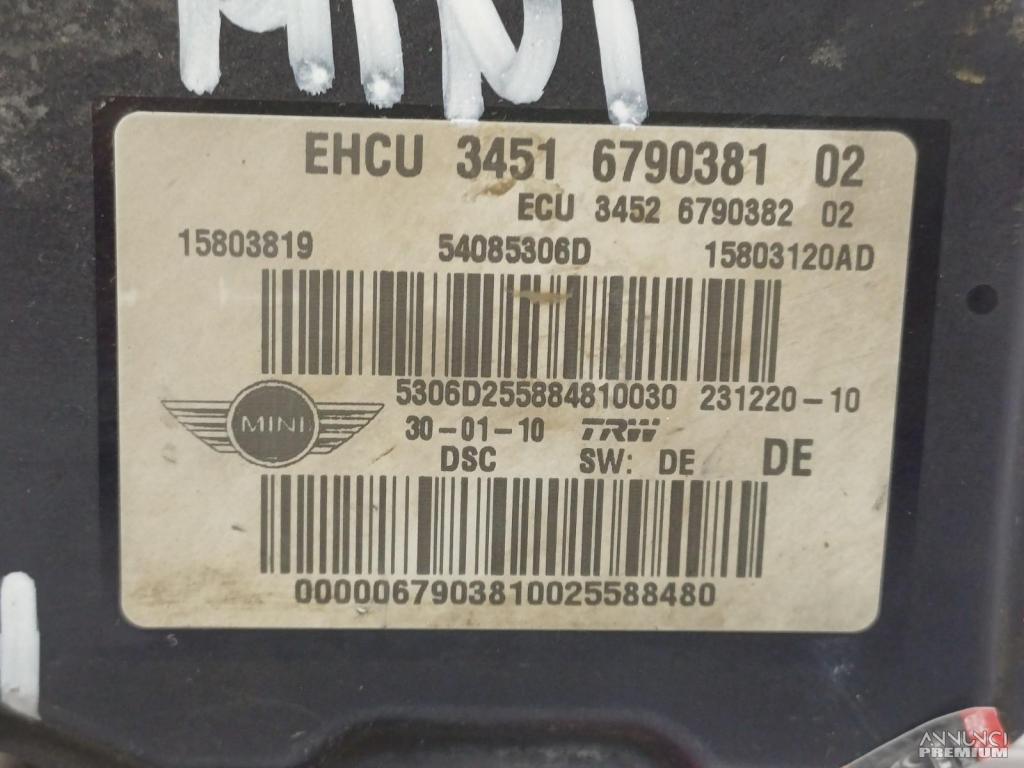 MINI
EHCU 3451 6790381 02
ECU 3452 6790382 02
15803819 54085306D 15803120AD
5306D255884810030 231220-10
MINI
30-01-10 TRW
DSC SW: DE DE
0000067903810025588480
ANNUNCI
PREMIUM